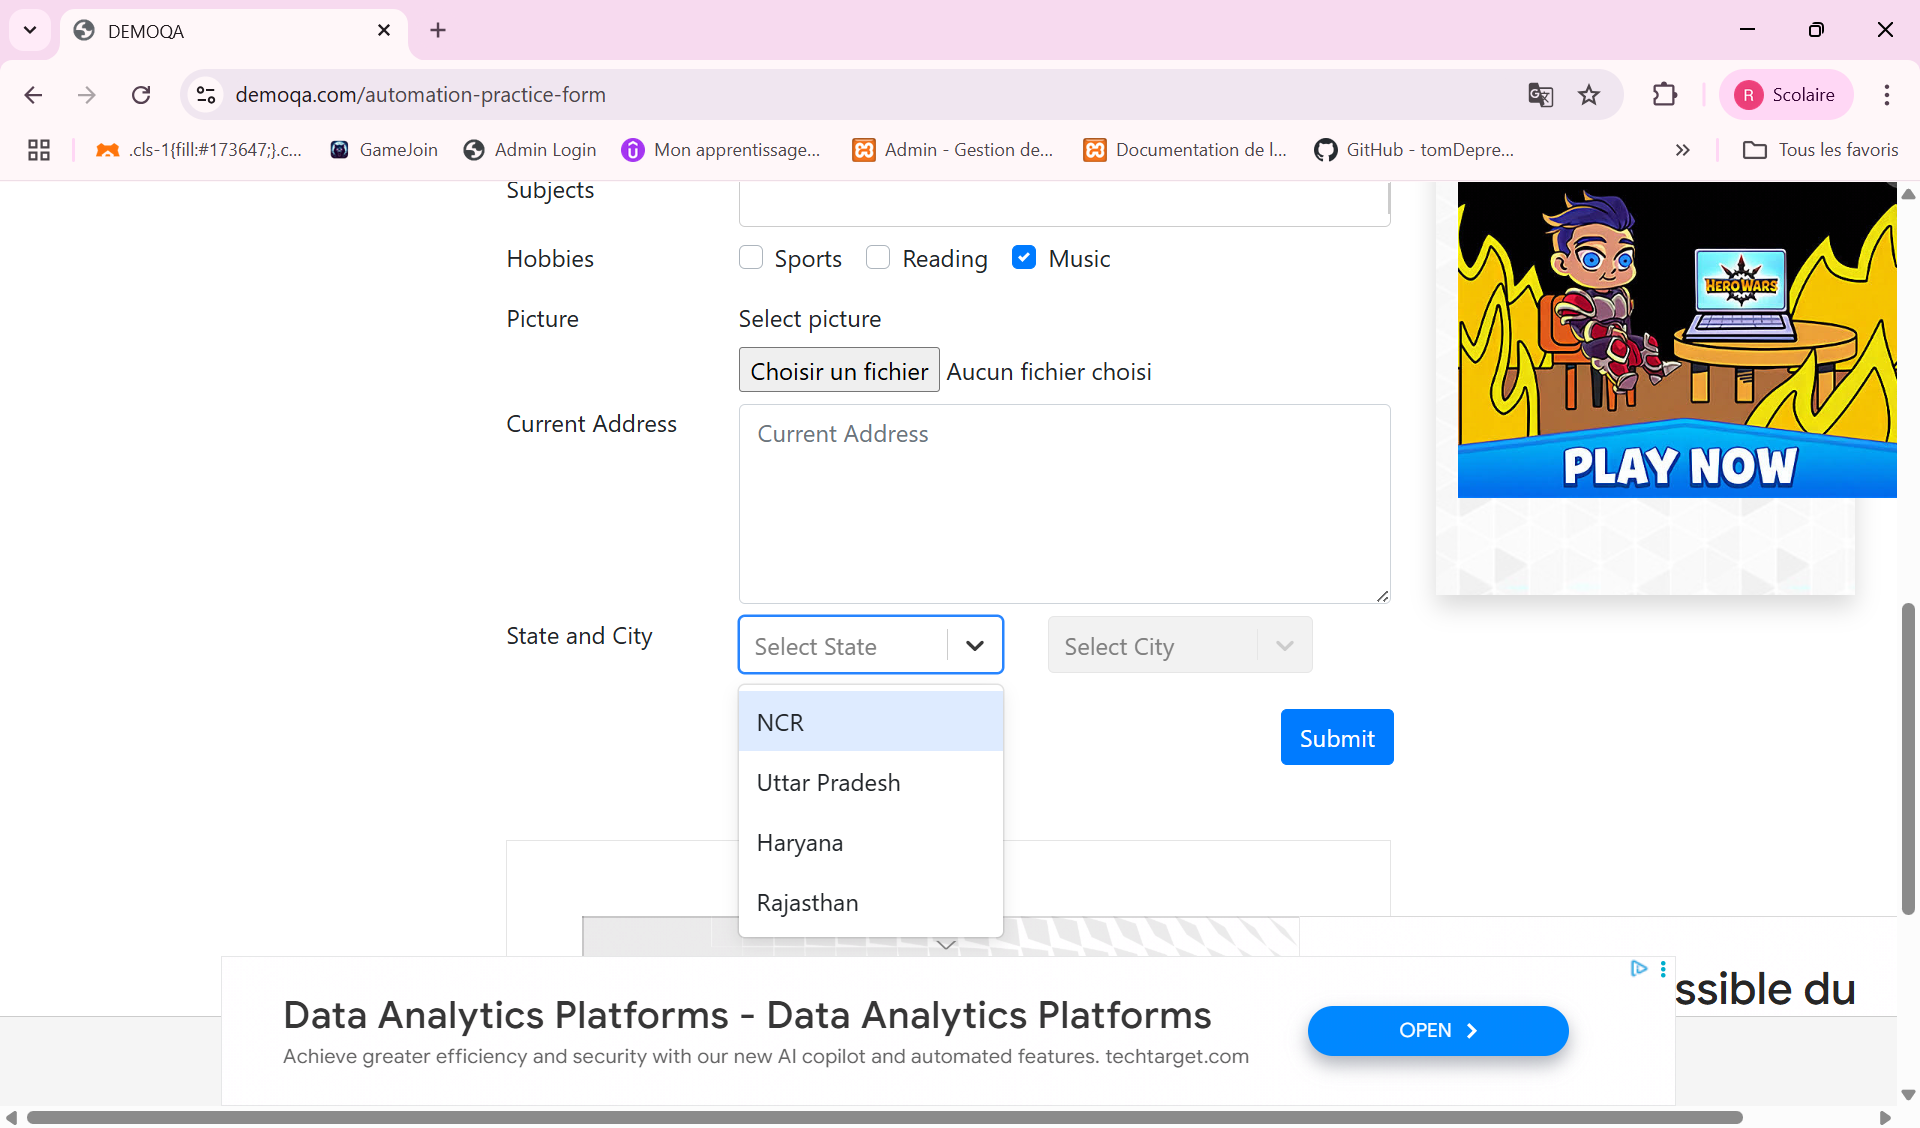 DEMOQA
demoqa.com/automation-practice-form
Scolaire
R
.cls-1{fill:#173647;}.c...
GameJoin
Admin Login
Mon apprentissage...
Admin - Gestion de...
Documentation de l...
GitHub - tomDepre...
Tous les favoris
Subjects
Hobbies
Sports
Reading
Music
Picture
Select picture
Choisir un fichier
Aucun fichier choisi
Current Address
Current Address
State and City
Select State
Select City
NCR
Uttar Pradesh
Haryana
Rajasthan
Submit
HERO WARS
PLAY NOW
ssible du
Data Analytics Platforms - Data Analytics Platforms
Achieve greater efficiency and security with our new AI copilot and automated features. techtarget.com
OPEN